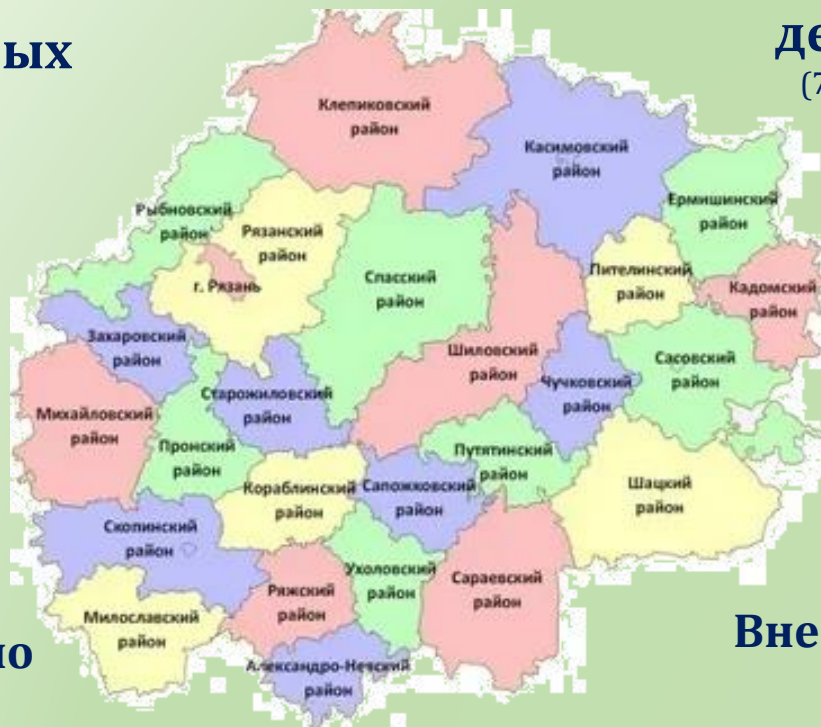 ых
де
(7
Клепиковский
район
Касимовский
район
Ермишинский
район
Рыбновский
район
Рязанский
район
г. Рязань
Спасский
район
Пителинский
район
Кадомский
район
Захаровский
район
Шиловский
район
Чучковский
район
Сасовский
район
Старожиловский
район
Михайловский
район
Пронский
район
Путятинский
район
Кораблинский
район
Сапожковский
район
Шацкий
район
Скопинский
район
Ухоловский
район
Сараевский
район
Ряжский
район
Милославский
район
Александро-Невский
район
но
Вне